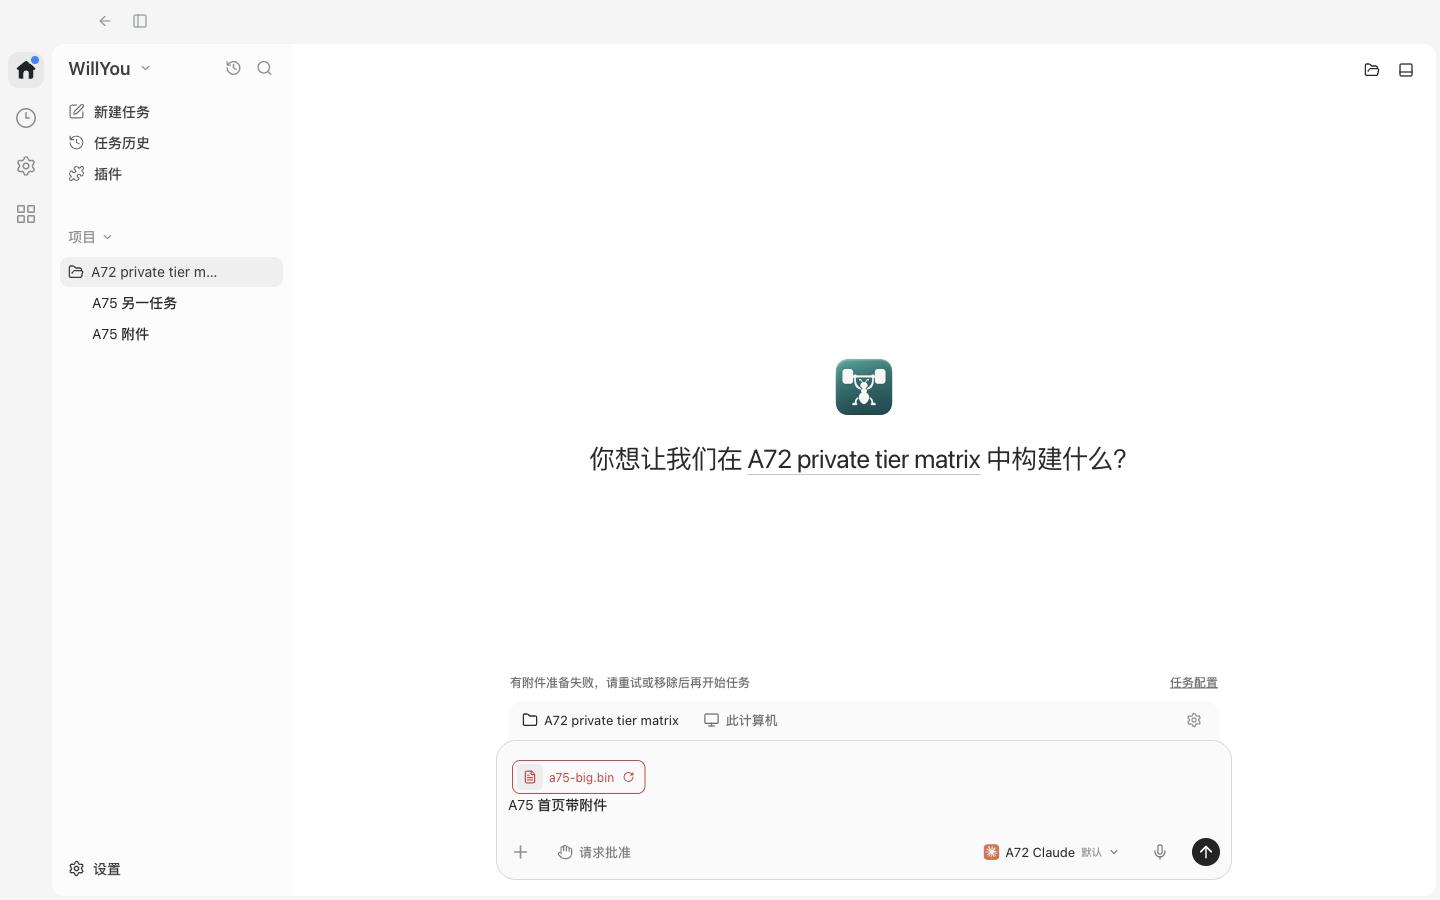 WillYou
新建任务
任务历史
插件
项目
A72 private tier m...
A75 另一任务
A75 附件
设置
你想让我们在 A72 private tier matrix 中构建什么?
有附件准备失败，请重试或移除后再开始任务
任务配置
A72 private tier matrix
此计算机
a75-big.bin
A75 首页带附件
请求批准
A72 Claude 默认